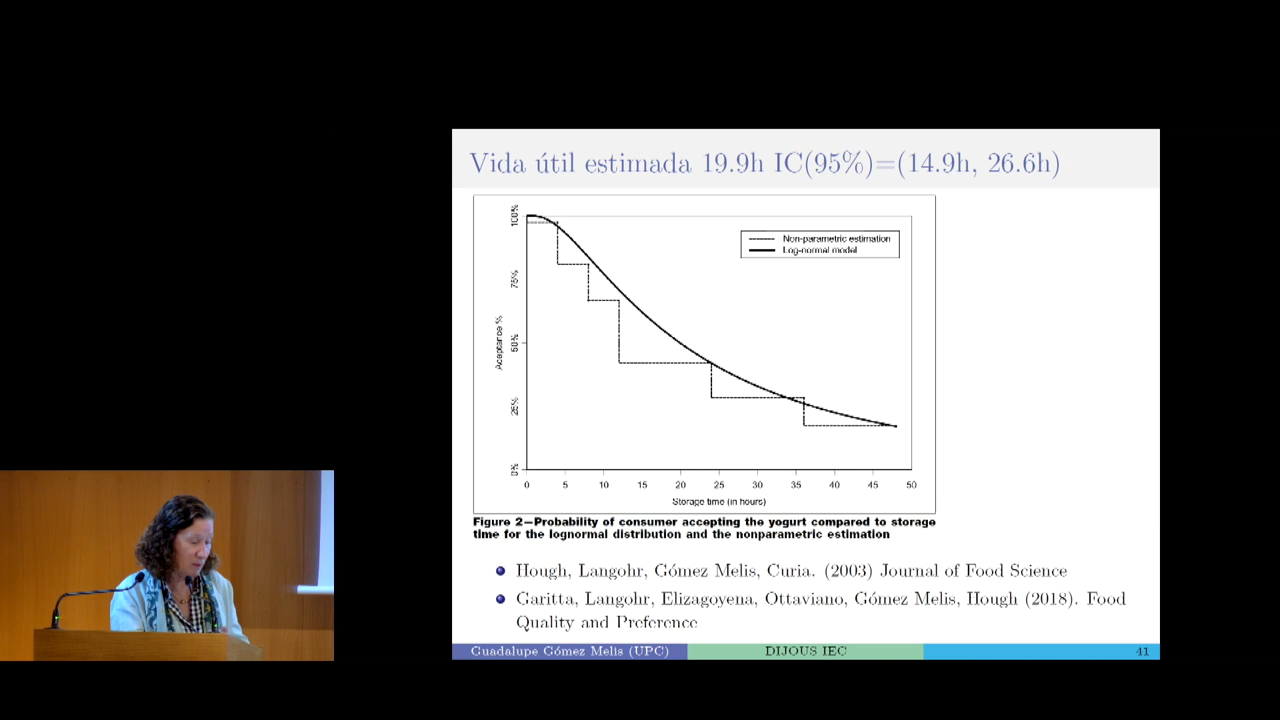 Vida útil estimada 19.9h IC(95%)=(14.9h, 26.6h)
100%
75%
50%
25%
0%
Aceptance %
Non-parametric estimation
Log-normal model
0 5 10 15 20 25 30 35 40 45 50
Storage time (in hours)
Figure 2—Probability of consumer accepting the yogurt compared to storage
time for the lognormal distribution and the nonparametric estimation
Hough, Langohr, Gómez Melis, Curia. (2003) Journal of Food Science
Garitta, Langohr, Elizagoyena, Ottaviano, Gómez Melis, Hough (2018). Food
Quality and Preference
Guadalupe Gómez Melis (UPC) DIJOUS IEC 41